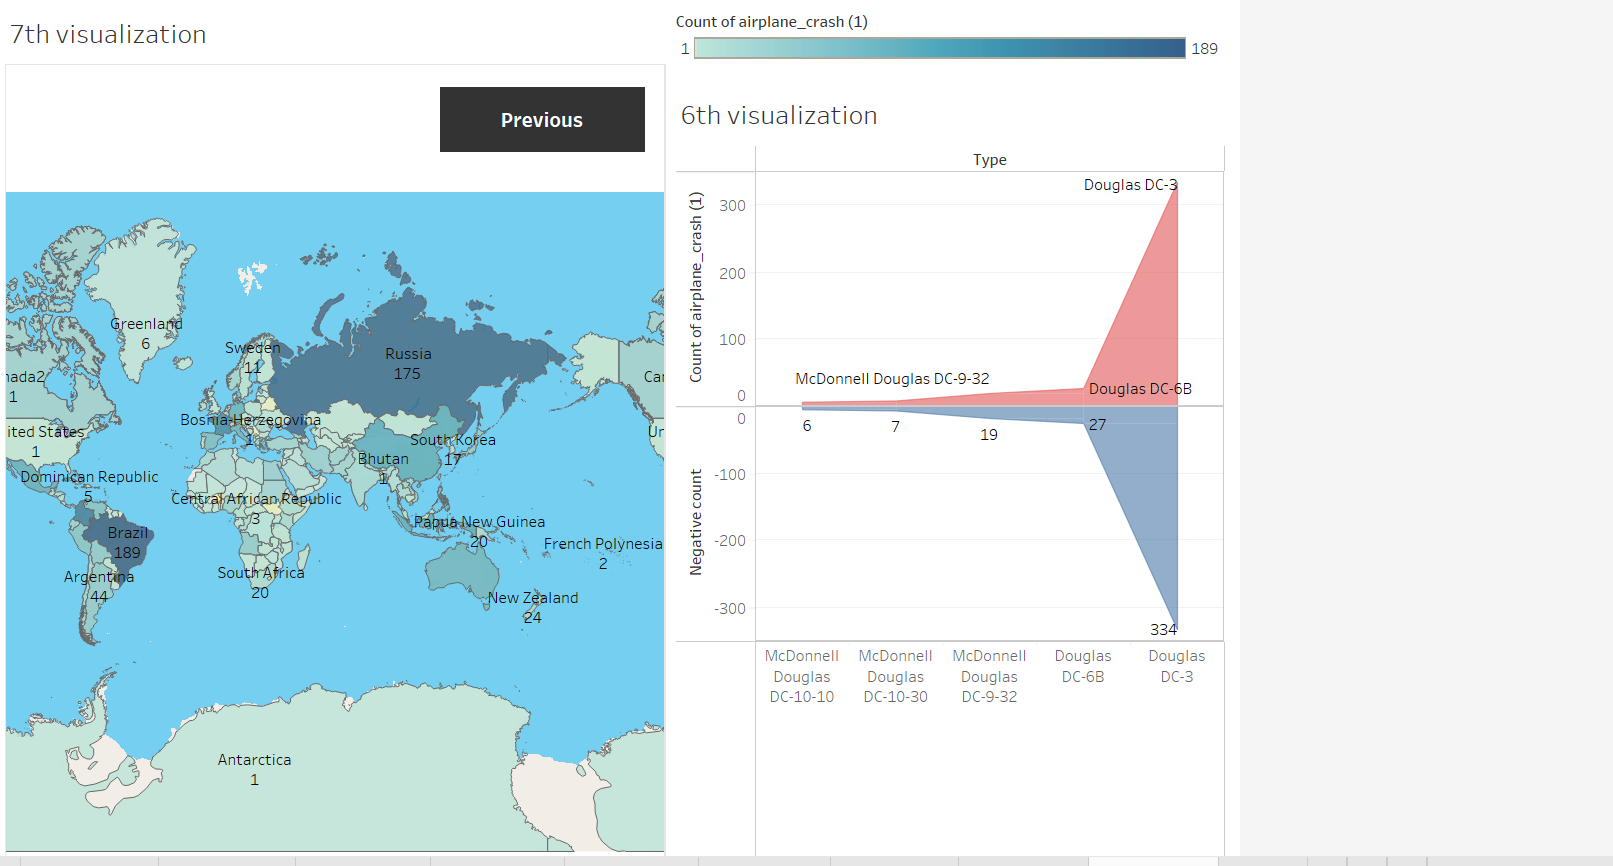 7th visualization
Previous
Greenland
6
Sweden
11
Russia
175
nada2
1
Car
Bosnia-Herzegovina
1
ited States
1
South Korea
17
Un
Bhutan
1
Dominican Republic
5
Central African Republic
3
Papua New Guinea
20
Brazil
189
French Polynesia
2
Argentina
44
South Africa
20
New Zealand
24
Antarctica
1
Count of airplane_crash (1)
1
189
6th visualization
Type
Count of airplane_crash (1)
300
200
100
0
Douglas DC-3
McDonnell Douglas DC-9-32
Douglas DC-6B
Negative count
0
-100
-200
-300
6
7
19
27
334
McDonnell
Douglas
DC-10-10
McDonnell
Douglas
DC-10-30
McDonnell
Douglas
DC-9-32
Douglas
DC-6B
Douglas
DC-3